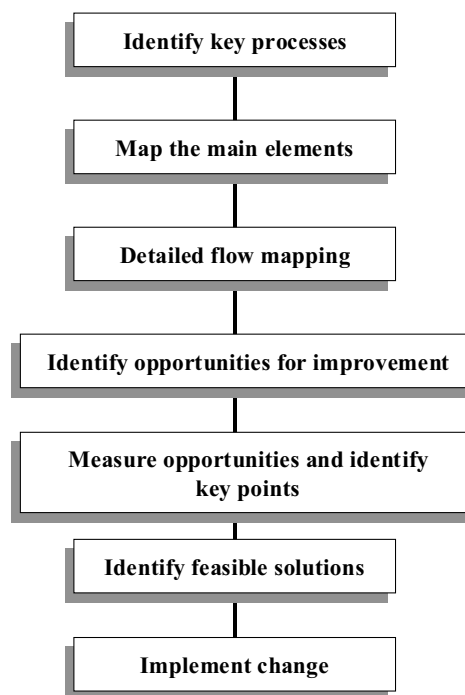 Identify key processes
Map the main elements
Detailed flow mapping
Identify opportunities for improvement
Measure opportunities and identify
key points
Identify feasible solutions
Implement change